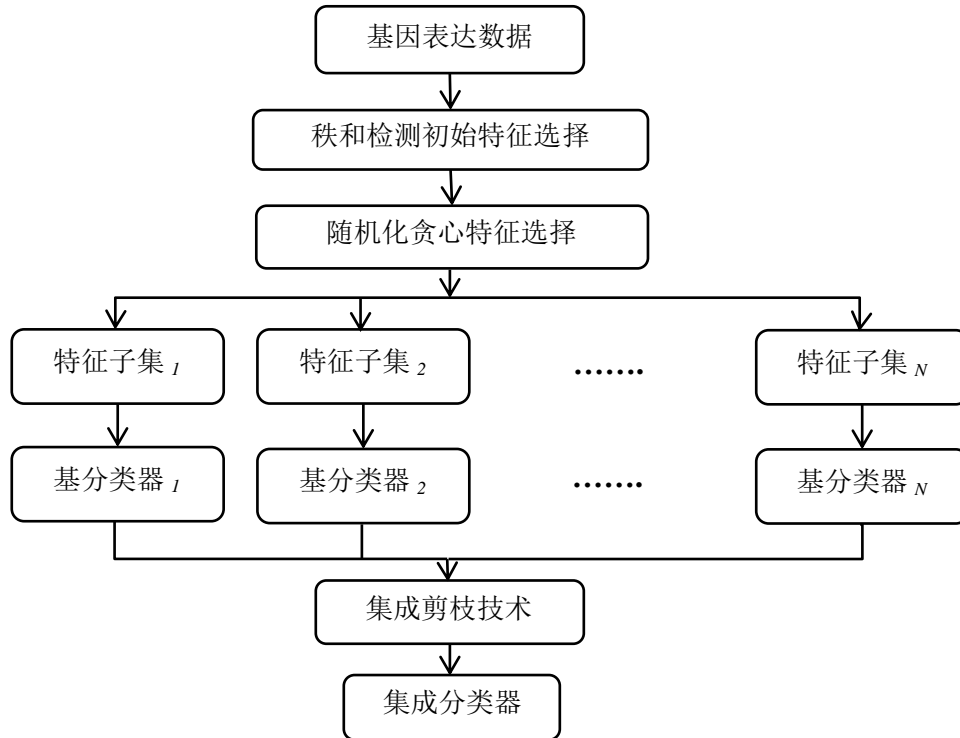 基因表达数据
秩和检测初始特征选择
随机化贪心特征选择
特征子集 1 特征子集 2 ....... 特征子集 N
基分类器 1 基分类器 2 ....... 基分类器 N
集成剪枝技术
集成分类器